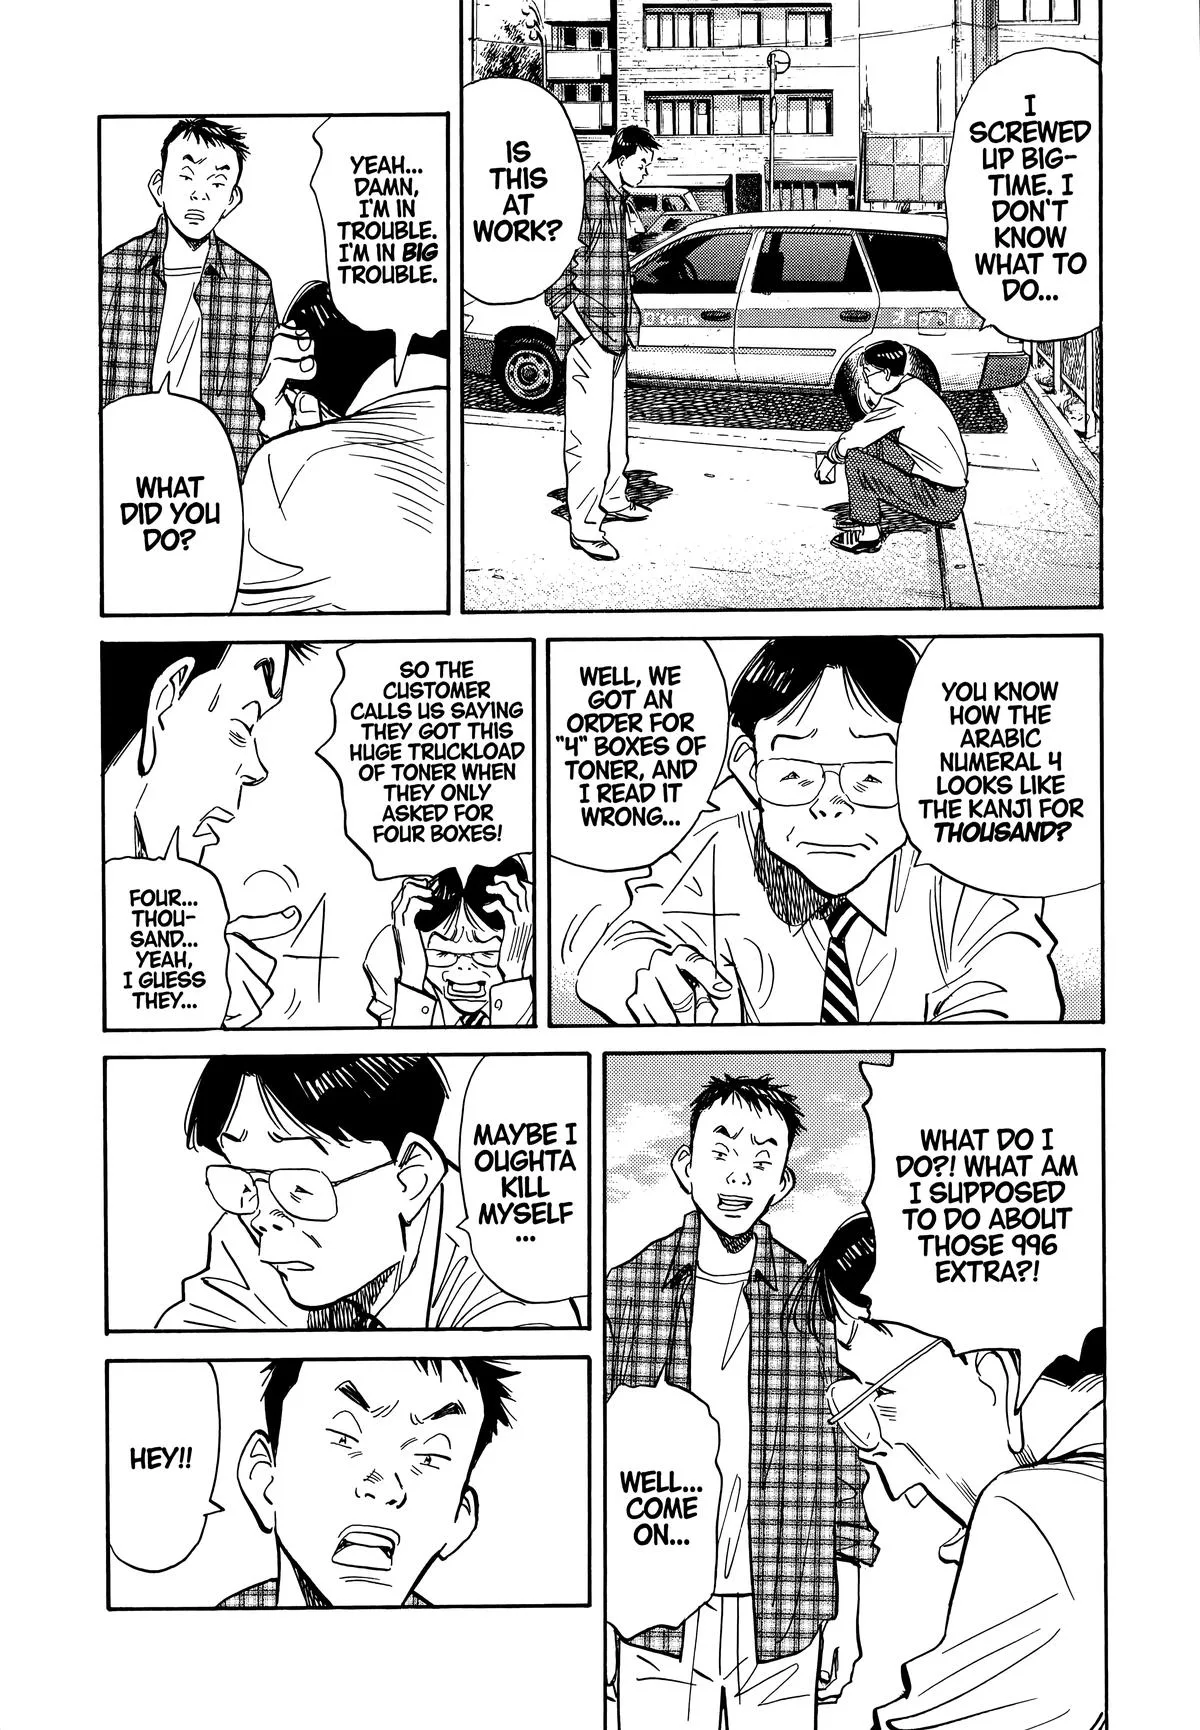 I
SCREWED
UP BIG-
TIME. I
DON'T
KNOW
WHAT TO
DO...
IS
THIS
AT
WORK?
YEAH...
DAMN,
I'M IN
TROUBLE.
I'M IN BIG
TROUBLE.
WHAT
DID YOU
DO?
YOU KNOW
HOW THE
ARABIC
NUMERAL 4
LOOKS LIKE
THE KANJI FOR
THOUSAND?
WELL, WE
GOT AN
ORDER FOR
"4" BOXES OF
TONER, AND
I READ IT
WRONG...
SO THE
CUSTOMER
CALLS US SAYING
THEY GOT THIS
HUGE TRUCKLOAD
OF TONER WHEN
THEY ONLY
ASKED FOR
FOUR BOXES!
4
FOUR...
THOU-
SAND...
YEAH,
I GUESS
THEY...
WHAT DO I
DO?! WHAT AM
I SUPPOSED
TO DO ABOUT
THOSE 996
EXTRA?!
WELL...
COME
ON...
MAYBE I
OUGHTA
KILL
MYSELF
...
HEY!!